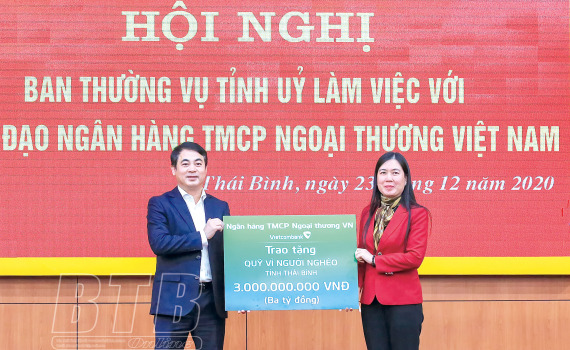 HỘI NGHỊ
BAN THƯỜNG VỤ TỈNH UỶ LÀM VIỆC VỚI
ĐẠO NGÂN HÀNG TMCP NGOẠI THƯƠNG VIỆT NAM
Thái Bình, ngày 23 12 năm 2020
Ngân hàng TMCP Ngoại thương VN
Vietcombank
Trao tặng
QUỸ VÌ NGƯỜI NGHÈO
TỈNH THÁI BÌNH
3.000.000.000 VNĐ
(Ba tỷ đồng)
BTB